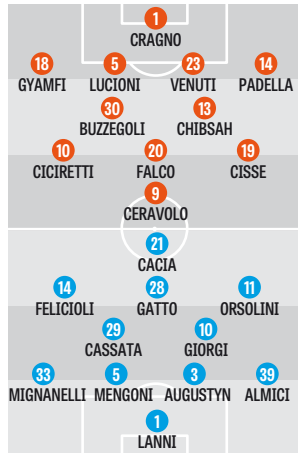 1
CRAGNO
18 5 23 14
GYAMFI LUCIONI VENUTI PADELLA
30 13
BUZZEGOLI CHIBSAH
10 20 19
CICIRETTI FALCO CISSE
9
CERAVOLO
21
CACIA
14 28 11
FELICIOLI GATTO ORSOLINI
29 10
CASSATA GIORGI
33 5 3 39
MIGNANELLI MENGONI AUGUSTYN ALMICI
1
LANNI